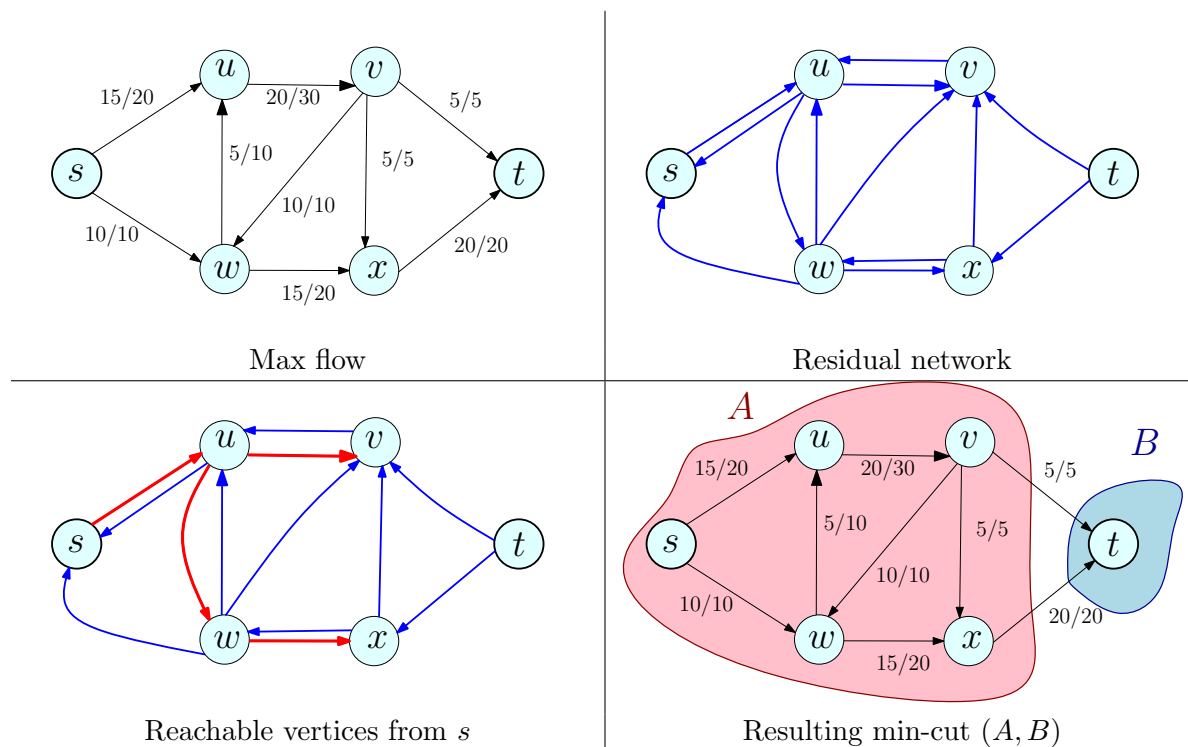 u
v
15/20
20/30
5/5
5/10
5/5
s
t
10/10
10/10
20/20
w
x
15/20
Max flow
u
v
s
t
w
x
Residual network
u
v
s
t
w
x
Reachable vertices from s
A
B
u
v
15/20
20/30
5/5
5/10
5/5
s
t
10/10
10/10
20/20
w
x
15/20
Resulting min-cut (A, B)